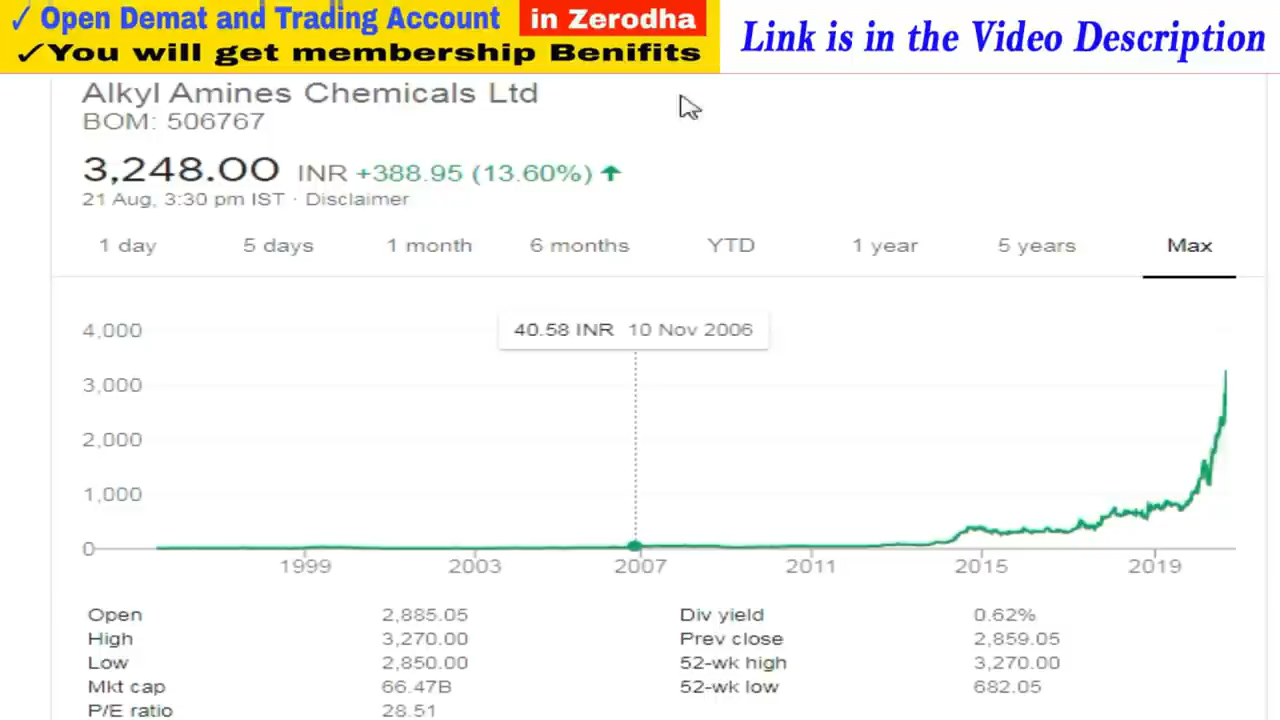 ✓ Open Demat and Trading Account in Zerodha
✓You will get membership Benifits
Link is in the Video Description
Alkyl Amines Chemicals Ltd
BOM: 506767
3,248.00 INR +388.95 (13.60%) ↑
21 Aug, 3:30 pm IST · Disclaimer
1 day 5 days 1 month 6 months YTD 1 year 5 years Max
40.58 INR 10 Nov 2006
4,000
3,000
2,000
1,000
0
1999 2003 2007 2011 2015 2019
Open 2,885.05 Div yield 0.62%
High 3,270.00 Prev close 2,859.05
Low 2,850.00 52-wk high 3,270.00
Mkt cap 66.47B 52-wk low 682.05
P/E ratio 28.51